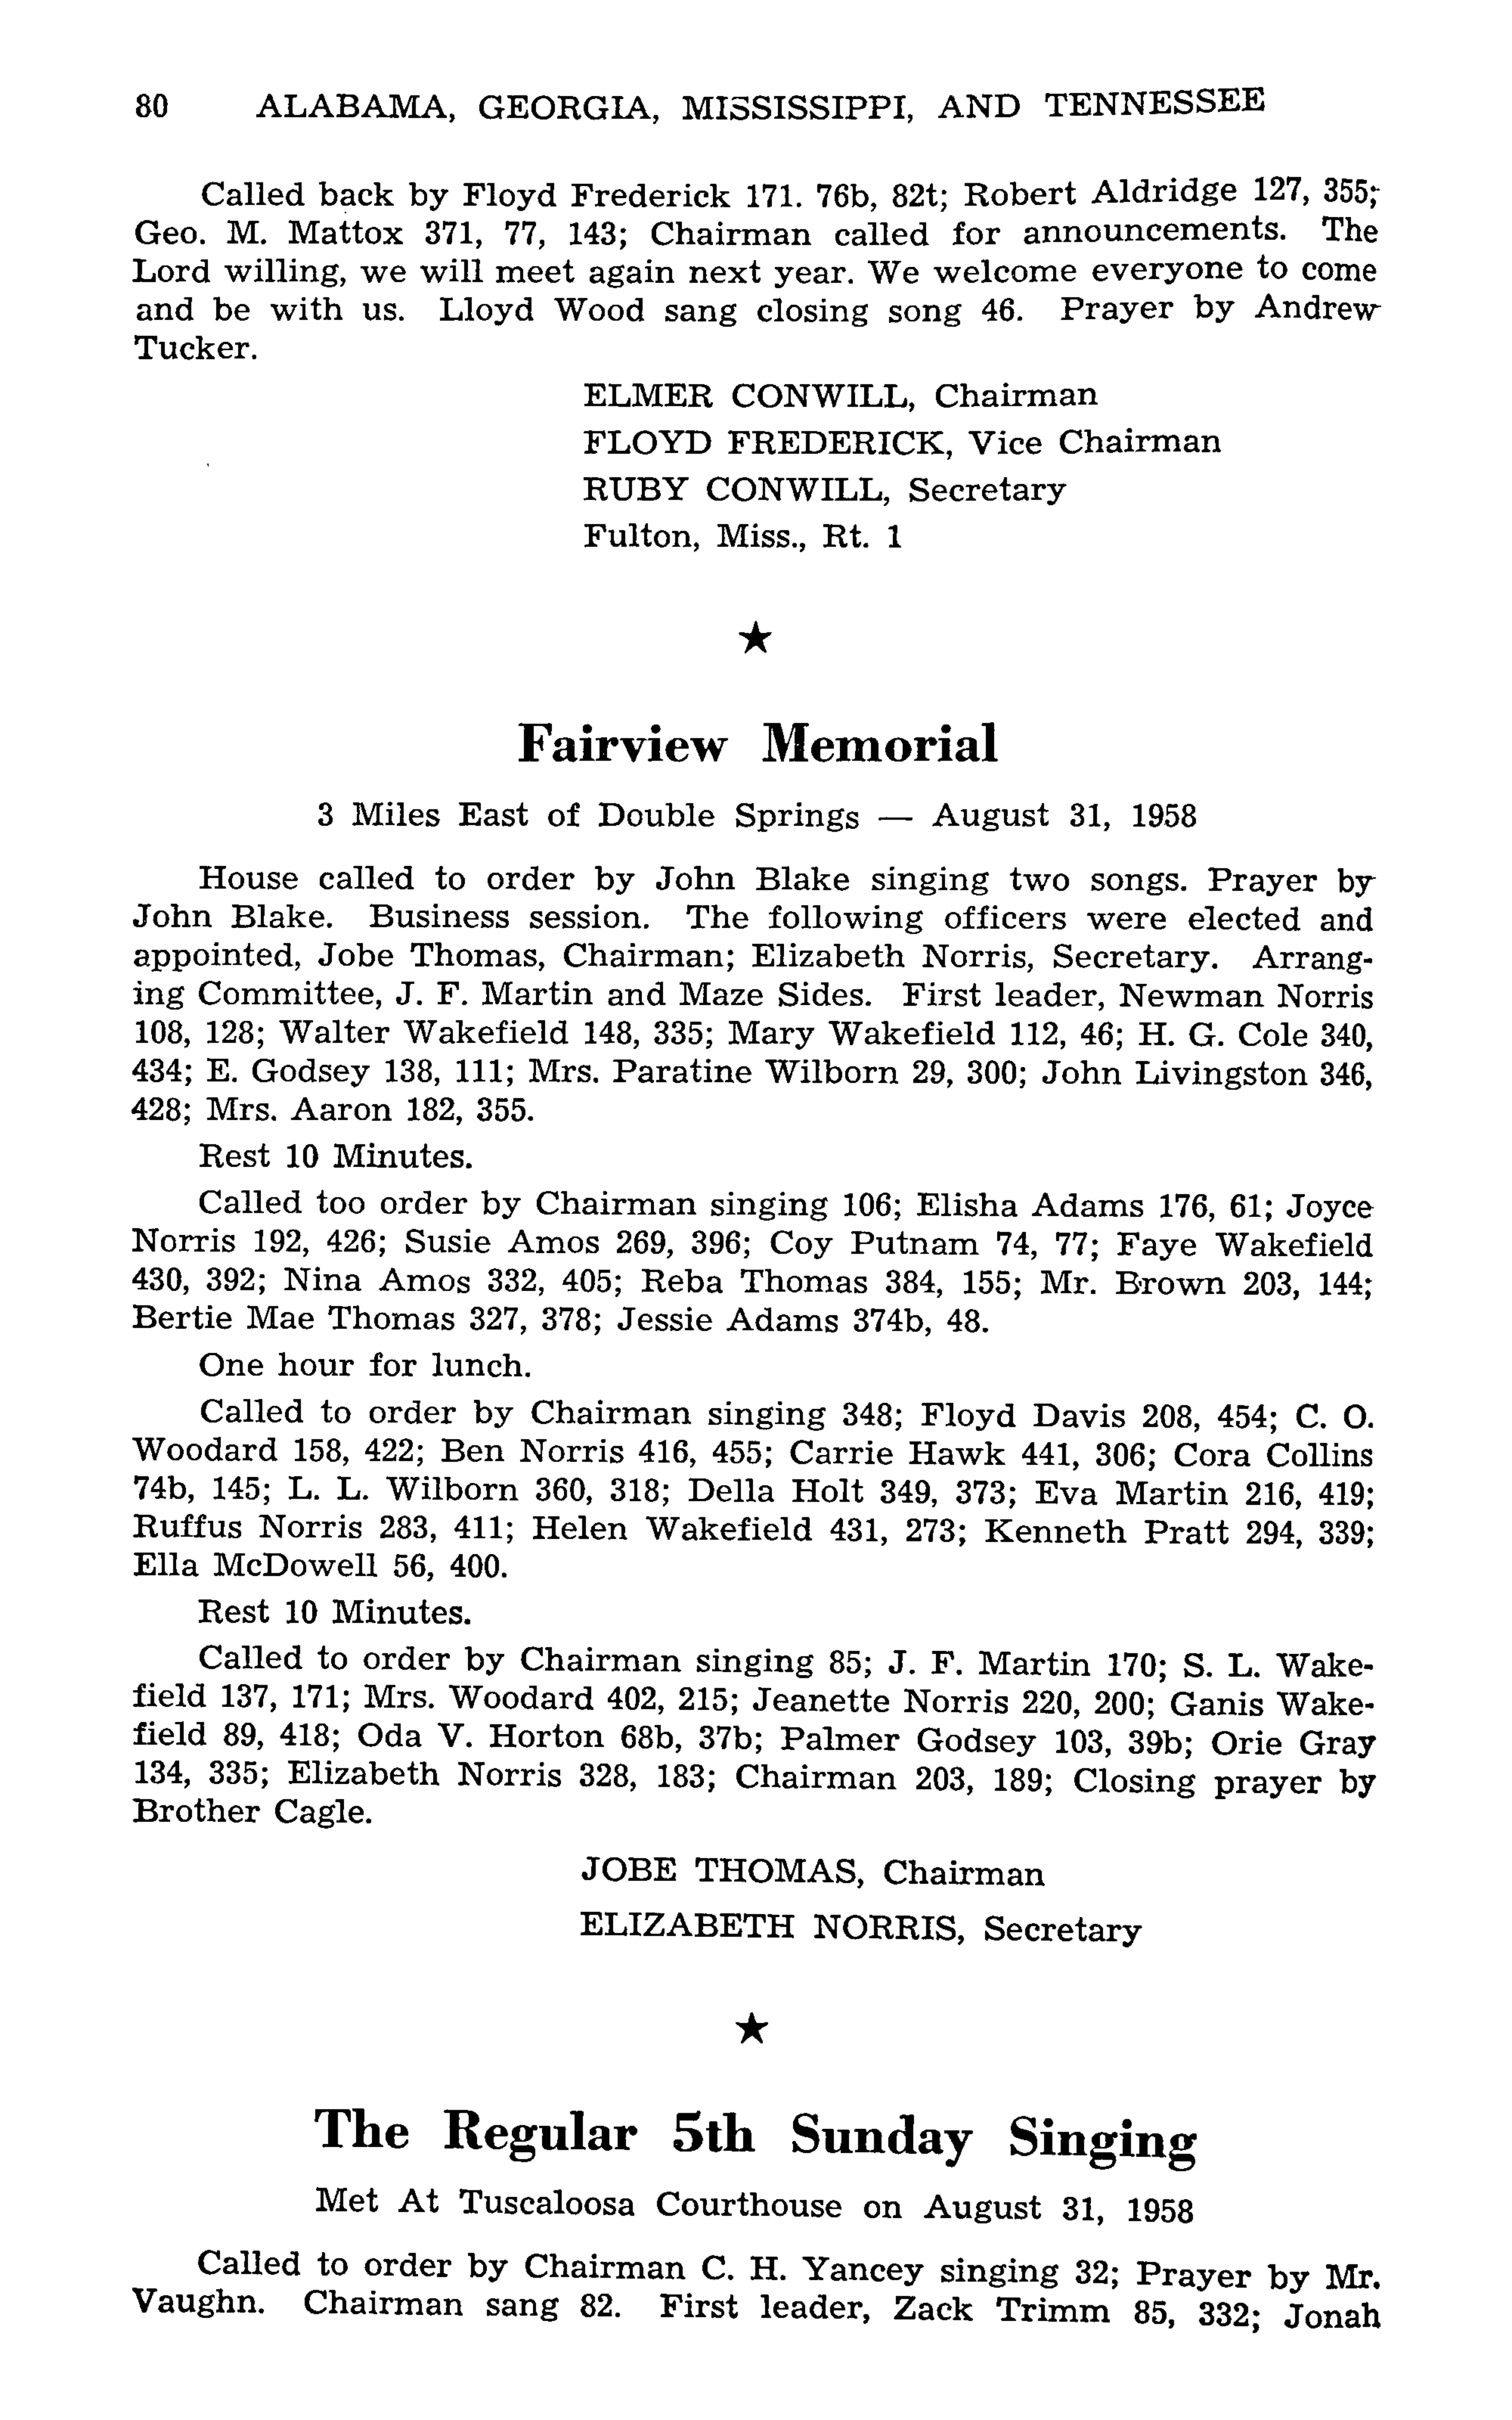 80 ALABAMA, GEORGIA, MISSISSIPPI, AND TENNESSEE
Called back by Floyd Frederick 171. 76b, 82t; Robert Aldridge 127, 355;
Geo. M. Mattox 371, 77, 143; Chairman called for announcements. The
Lord willing, we will meet again next year. We welcome everyone to come
and be with us. Lloyd Wood sang closing song 46. Prayer by Andrew
Tucker.
ELMER CONWILL, Chairman
FLOYD FREDERICK, Vice Chairman
RUBY CONWILL, Secretary
Fulton, Miss., Rt. 1
★
Fairview Memorial
3 Miles East of Double Springs — August 31, 1958
House called to order by John Blake singing two songs. Prayer by
John Blake. Business session. The following officers were elected and
appointed, Jobe Thomas, Chairman; Elizabeth Norris, Secretary. Arrang-
ing Committee, J. F. Martin and Maze Sides. First leader, Newman Norris
108, 128; Walter Wakefield 148, 335; Mary Wakefield 112, 46; H. G. Cole 340,
434; E. Godsey 138, 111; Mrs. Paratine Wilborn 29, 300; John Livingston 346,
428; Mrs. Aaron 182, 355.
Rest 10 Minutes.
Called too order by Chairman singing 106; Elisha Adams 176, 61; Joyce
Norris 192, 426; Susie Amos 269, 396; Coy Putnam 74, 77; Faye Wakefield
430, 392; Nina Amos 332, 405; Reba Thomas 384, 155; Mr. Brown 203, 144;
Bertie Mae Thomas 327, 378; Jessie Adams 374b, 48.
One hour for lunch.
Called to order by Chairman singing 348; Floyd Davis 208, 454; C. O.
Woodard 158, 422; Ben Norris 416, 455; Carrie Hawk 441, 306; Cora Collins
74b, 145; L. L. Wilborn 360, 318; Della Holt 349, 373; Eva Martin 216, 419;
Ruffus Norris 283, 411; Helen Wakefield 431, 273; Kenneth Pratt 294, 339;
Ella McDowell 56, 400.
Rest 10 Minutes.
Called to order by Chairman singing 85; J. F. Martin 170; S. L. Wake-
field 137, 171; Mrs. Woodard 402, 215; Jeanette Norris 220, 200; Ganis Wake-
field 89, 418; Oda V. Horton 68b, 37b; Palmer Godsey 103, 39b; Orie Gray
134, 335; Elizabeth Norris 328, 183; Chairman 203, 189; Closing prayer by
Brother Cagle.
JOBE THOMAS, Chairman
ELIZABETH NORRIS, Secretary
★
The Regular 5th Sunday Singing
Met At Tuscaloosa Courthouse on August 31, 1958
Called to order by Chairman C. H. Yancey singing 32; Prayer by Mr.
Vaughn. Chairman sang 82. First leader, Zack Trimm 85, 332; Jonah